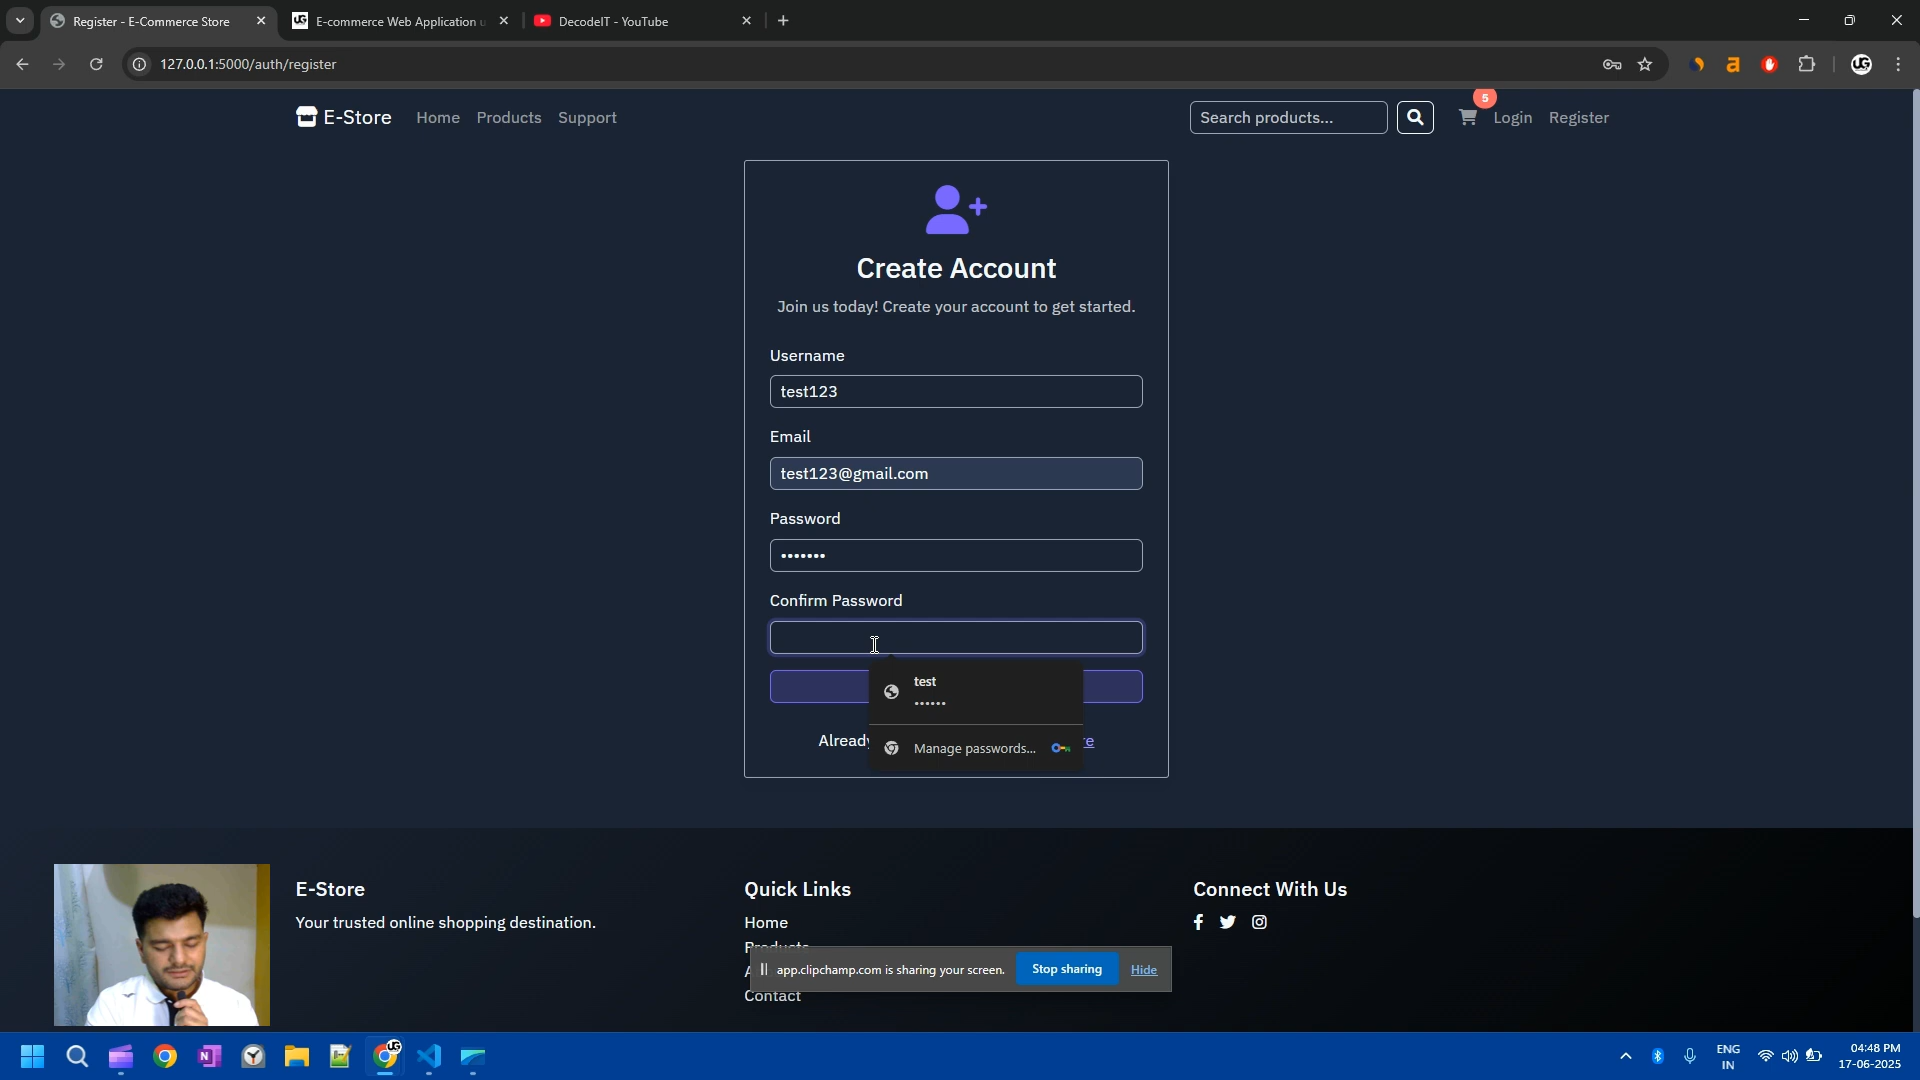 Register - E-Commerce Store
E-commerce Web Application u
DecodeIT - YouTube
127.0.0.1:5000/auth/register
E-Store
Home
Products
Support
Search products...
5
Login
Register
Create Account
Join us today! Create your account to get started.
Username
test123
Email
test123@gmail.com
Password
•••••••
Confirm Password
test
••••••
Already
re
Manage passwords...
E-Store
Your trusted online shopping destination.
Quick Links
Home
Products
A
Contact
Connect With Us
app.clipchamp.com is sharing your screen.
Stop sharing
Hide
ENG
IN
04:48 PM
17-06-2025